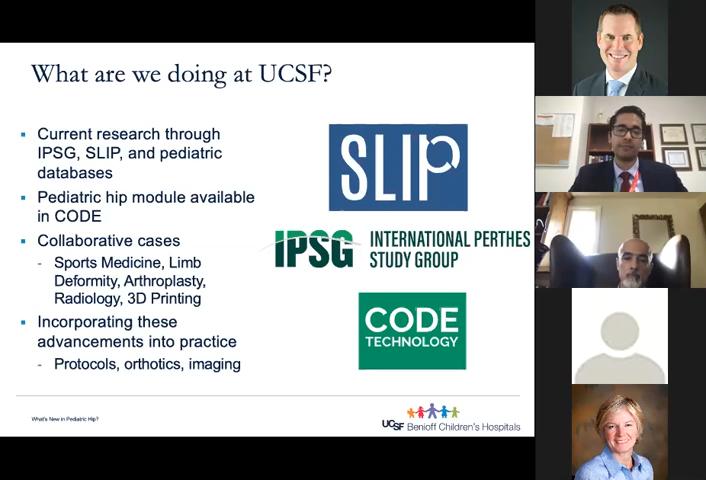 What are we doing at UCSF?
Current research through
IPSG, SLIP, and pediatric
databases
Pediatric hip module available
in CODE
Collaborative cases
- Sports Medicine, Limb
Deformity, Arthroplasty,
Radiology, 3D Printing
Incorporating these
advancements into practice
- Protocols, orthotics, imaging
SLIP
IPSG INTERNATIONAL PERTHES
STUDY GROUP
CODE
TECHNOLOGY
What's New in Pediatric Hip?
UCSF Benioff Children's Hospitals